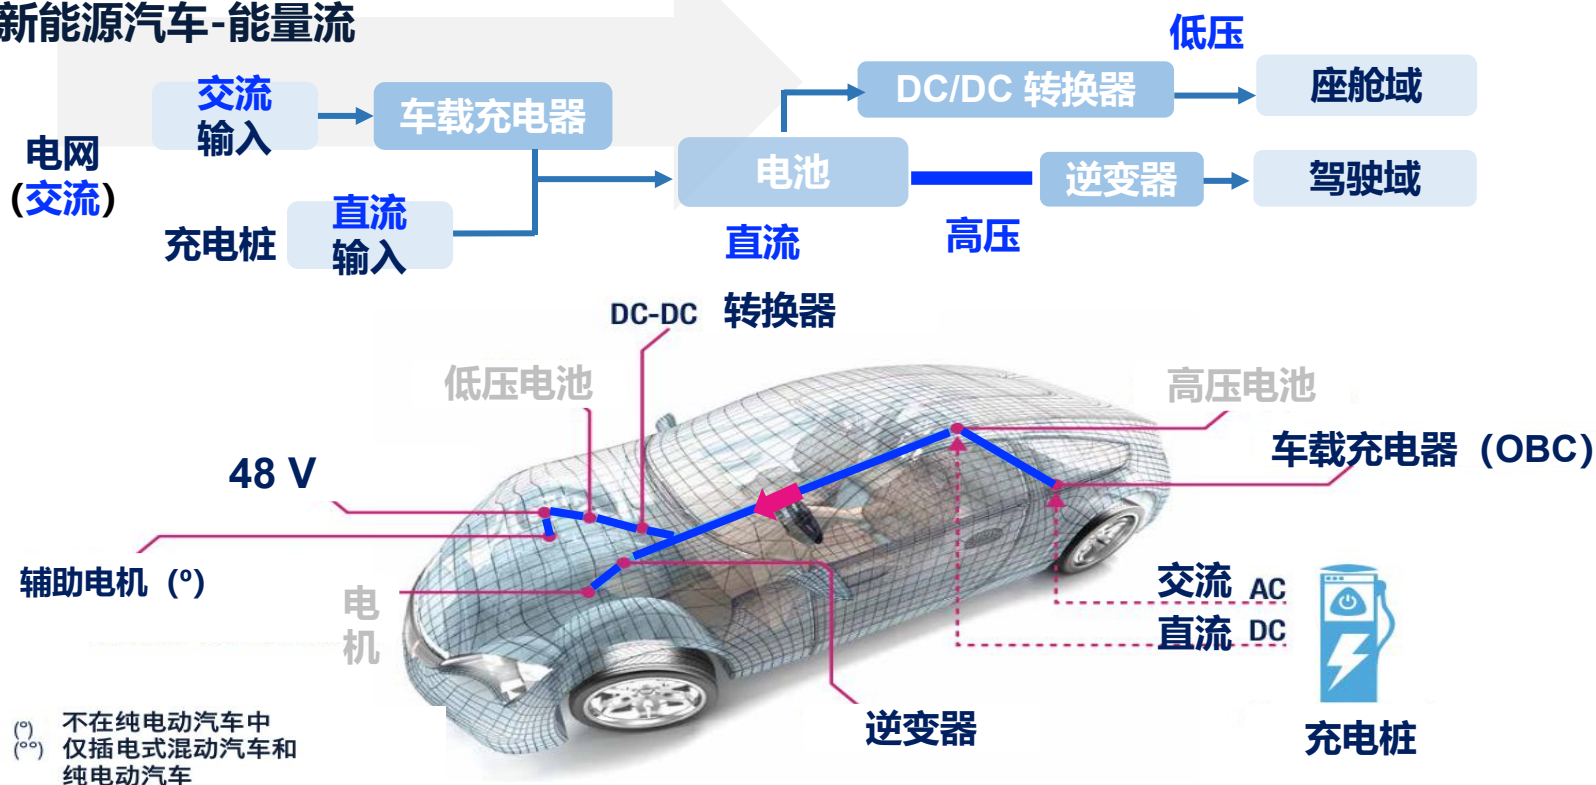 新能源汽车-能量流
低压
交流
输入
车载充电器
DC/DC 转换器
座舱域
电网
(交流)
电池
逆变器
驾驶域
充电桩
直流
输入
直流
高压
DC-DC 转换器
低压电池
高压电池
48 V
车载充电器（OBC）
辅助电机（º）
电
机
交流 AC
直流 DC
逆变器
充电桩
(º) 不在纯电动汽车中
(ºº) 仅插电式混动汽车和
纯电动汽车